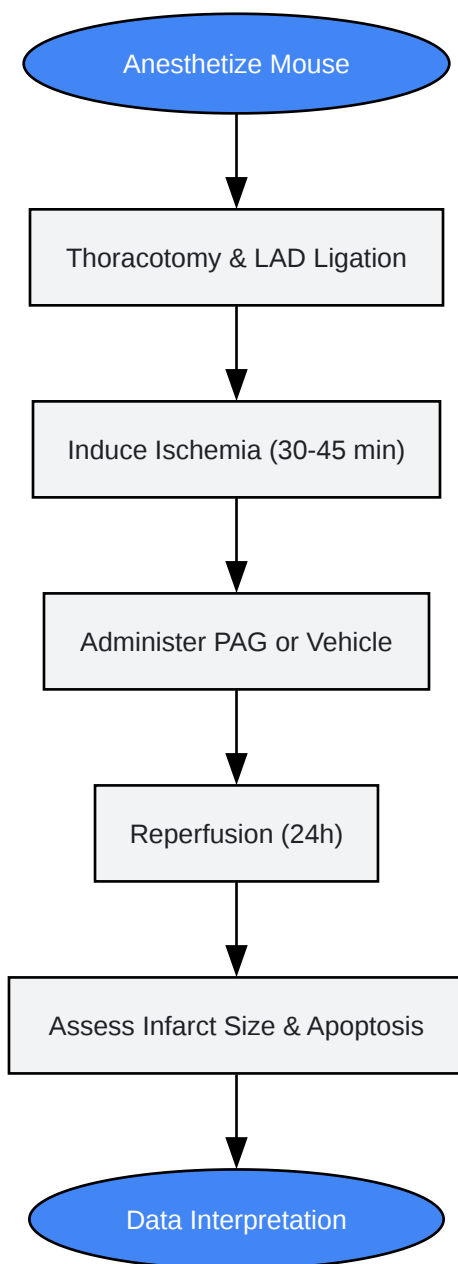 Anesthetize Mouse
Thoracotomy & LAD Ligation
Induce Ischemia (30-45 min)
Administer PAG or Vehicle
Reperfusion (24h)
Assess Infarct Size & Apoptosis
Data Interpretation